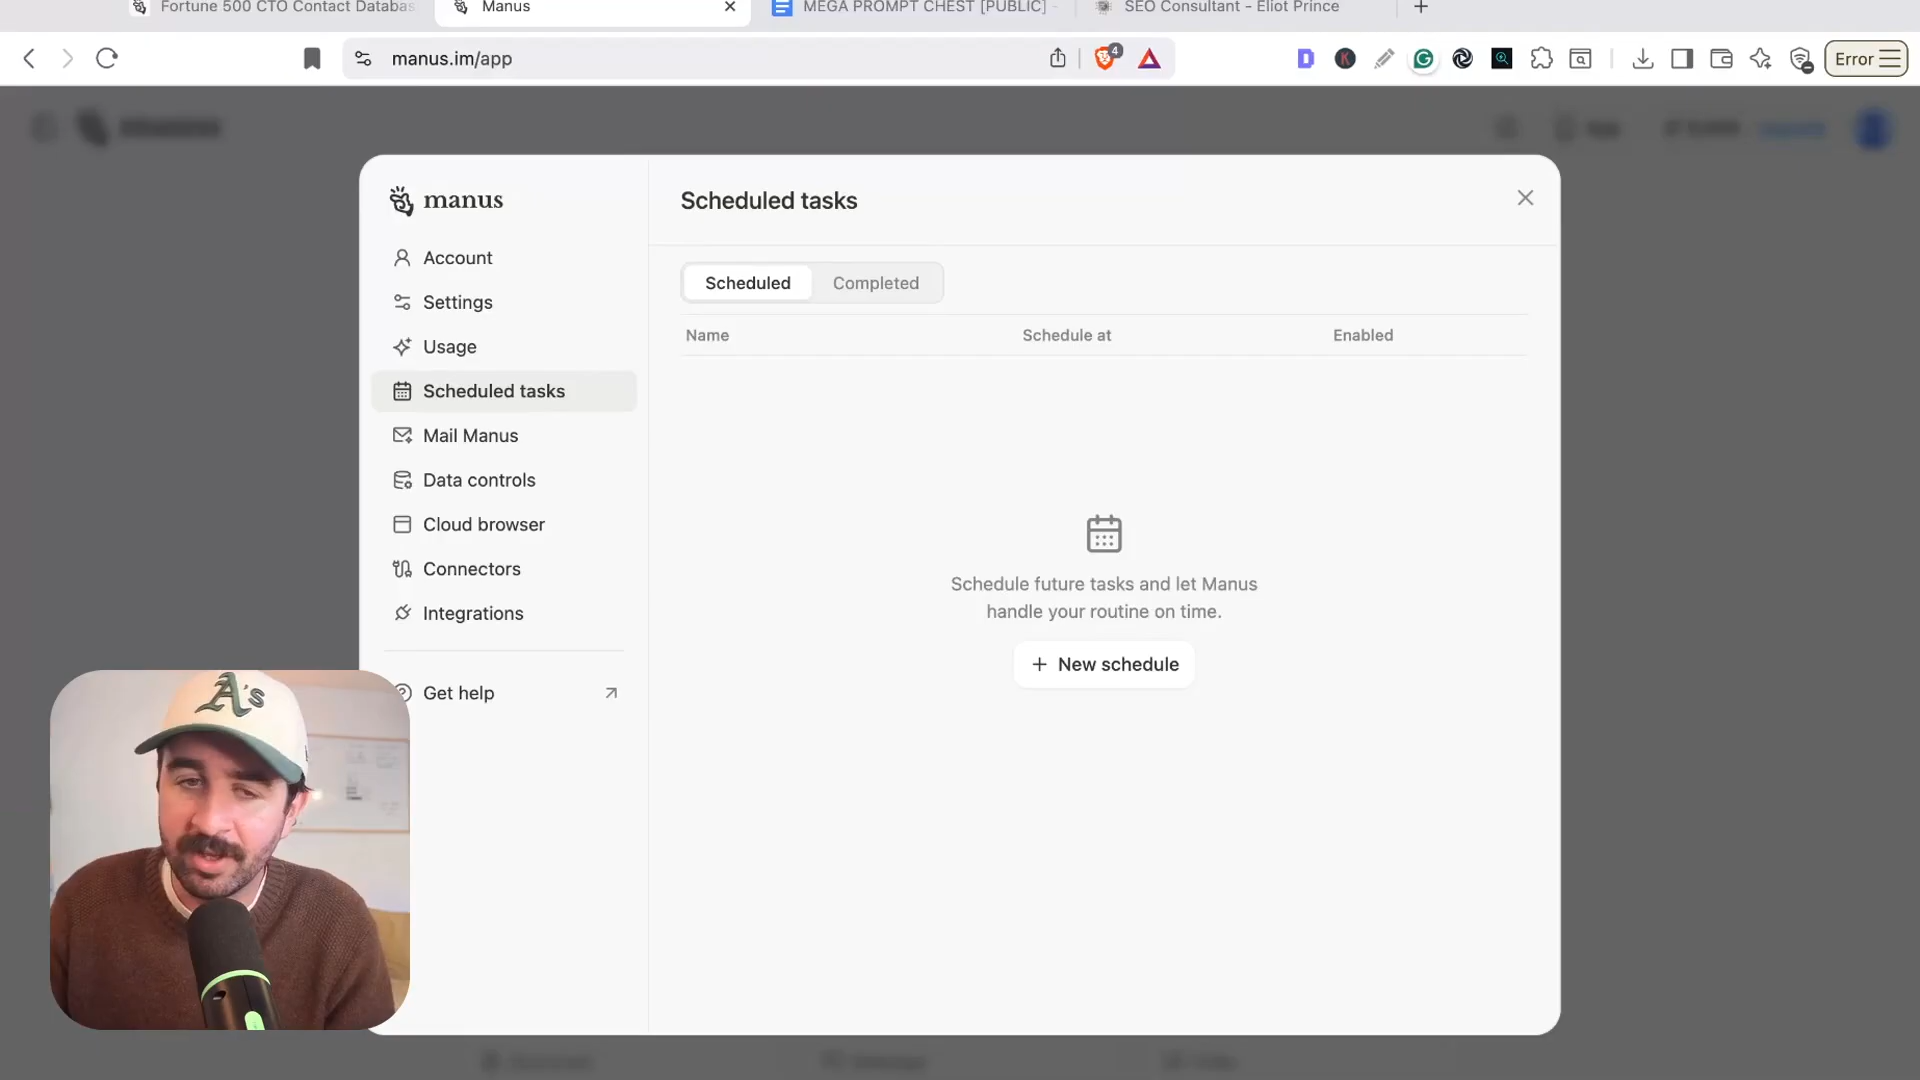 Fortune 500 CTO Contact Databas
Manus
MEGA PROMPT CHEST [PUBLIC] -
SEO Consultant - Eliot Prince
manus.im/app
4
Error
manus
Scheduled tasks
Account
Settings
Usage
Scheduled tasks
Mail Manus
Data controls
Cloud browser
Connectors
Integrations
Get help
Scheduled
Completed
Name
Schedule at
Enabled
Schedule future tasks and let Manus
handle your routine on time.
+ New schedule
A's